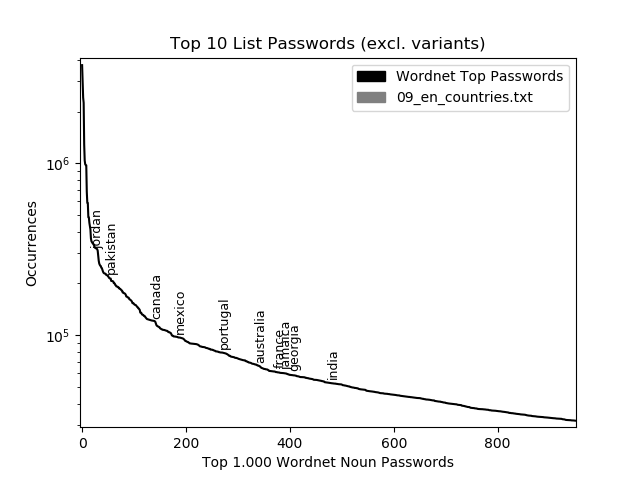 Top 10 List Passwords (excl. variants)
Wordnet Top Passwords
09_en_countries.txt
Occurrences
10^6
10^5
jordan
pakistan
canada
mexico
portugal
australia
france
jamaica
georgia
india
0
200
400
600
800
Top 1.000 Wordnet Noun Passwords